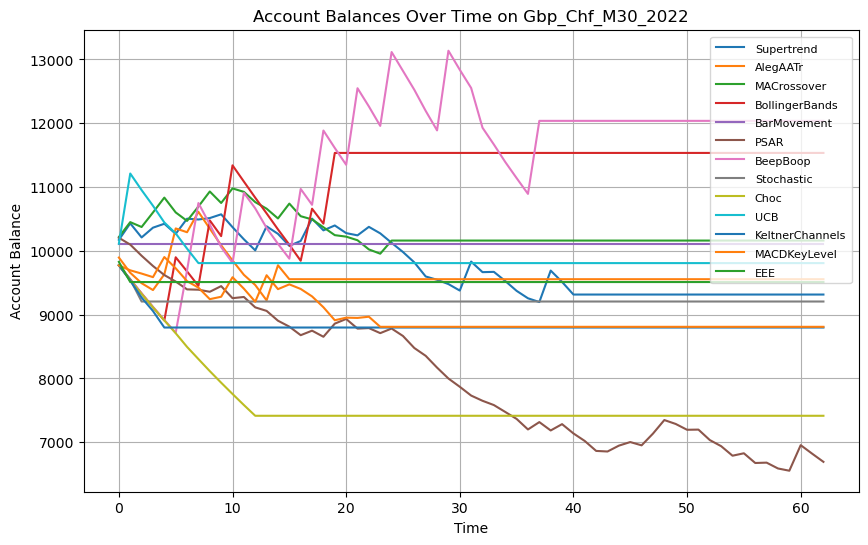 Account Balances Over Time on Gbp_Chf_M30_2022
Account Balance
13000
12000
11000
10000
9000
8000
7000
0
10
20
30
40
50
60
Time
Supertrend
AlegAATr
MACrossover
BollingerBands
BarMovement
PSAR
BeepBoop
Stochastic
Choc
UCB
KeltnerChannels
MACDKeyLevel
EEE